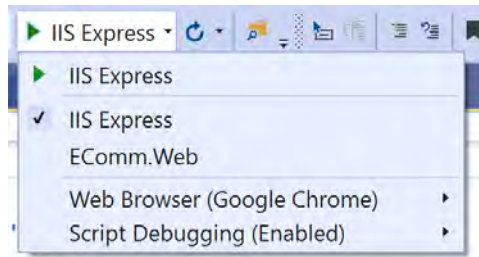 IIS Express
IIS Express
IIS Express
EComm.Web
Web Browser (Google Chrome)
Script Debugging (Enabled)